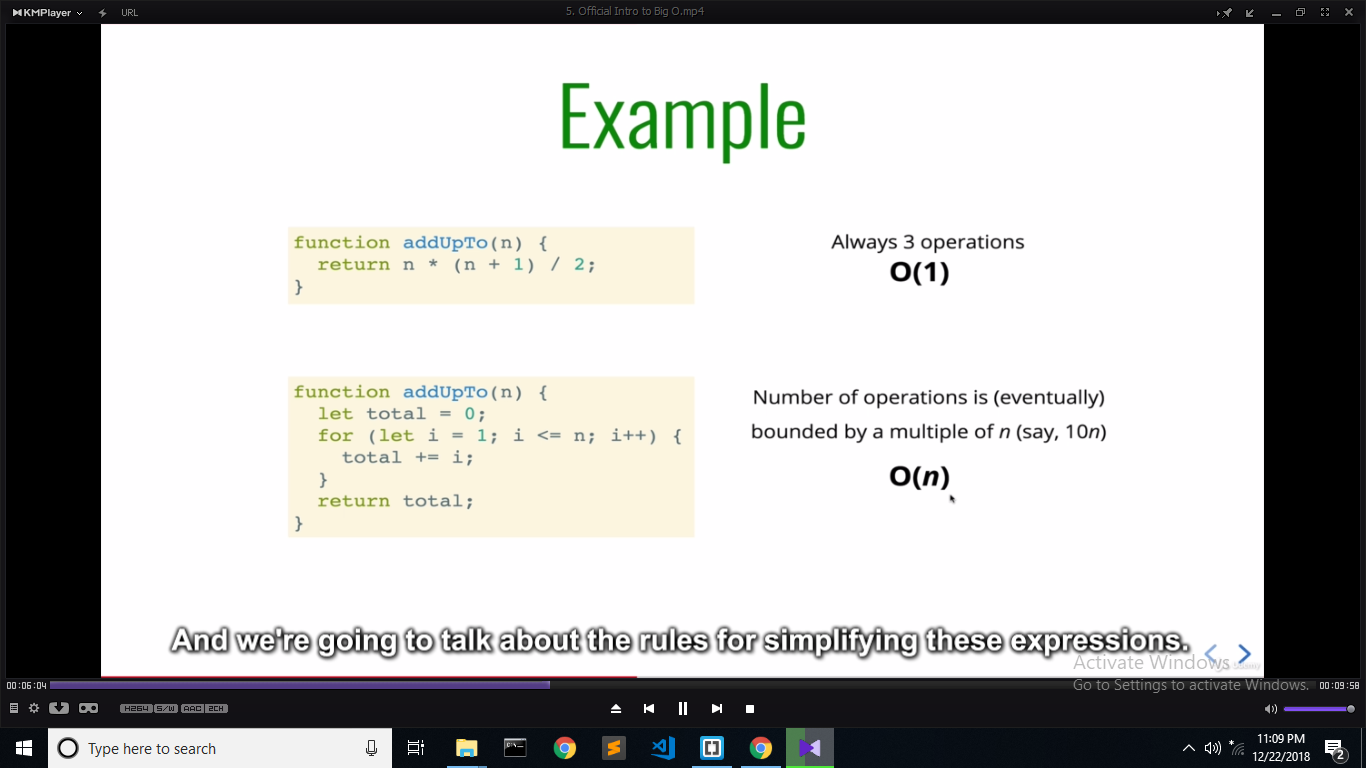 KMPlayer
URL
5. Official Intro to Big O.mp4
Example
function addUpTo(n) {
  return n * (n + 1) / 2;
}
Always 3 operations
O(1)
function addUpTo(n) {
  let total = 0;
  for (let i = 1; i <= n; i++) {
    total += i;
  }
  return total;
}
Number of operations is (eventually)
bounded by a multiple of n (say, 10n)
O(n)
And we're going to talk about the rules for simplifying these expressions.
Activate Windows
Go to Settings to activate Windows.
00:06:04
00:09:58
H264 S/W AAC 2CH
Type here to search
11:09 PM
12/22/2018
2